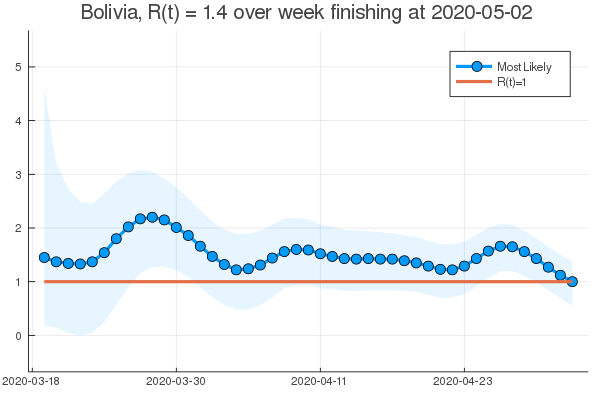 Bolivia, R(t) = 1.4 over week finishing at 2020-05-02
5
4
3
2
1
0
Most Likely
R(t)=1
2020-03-18 2020-03-30 2020-04-11 2020-04-23